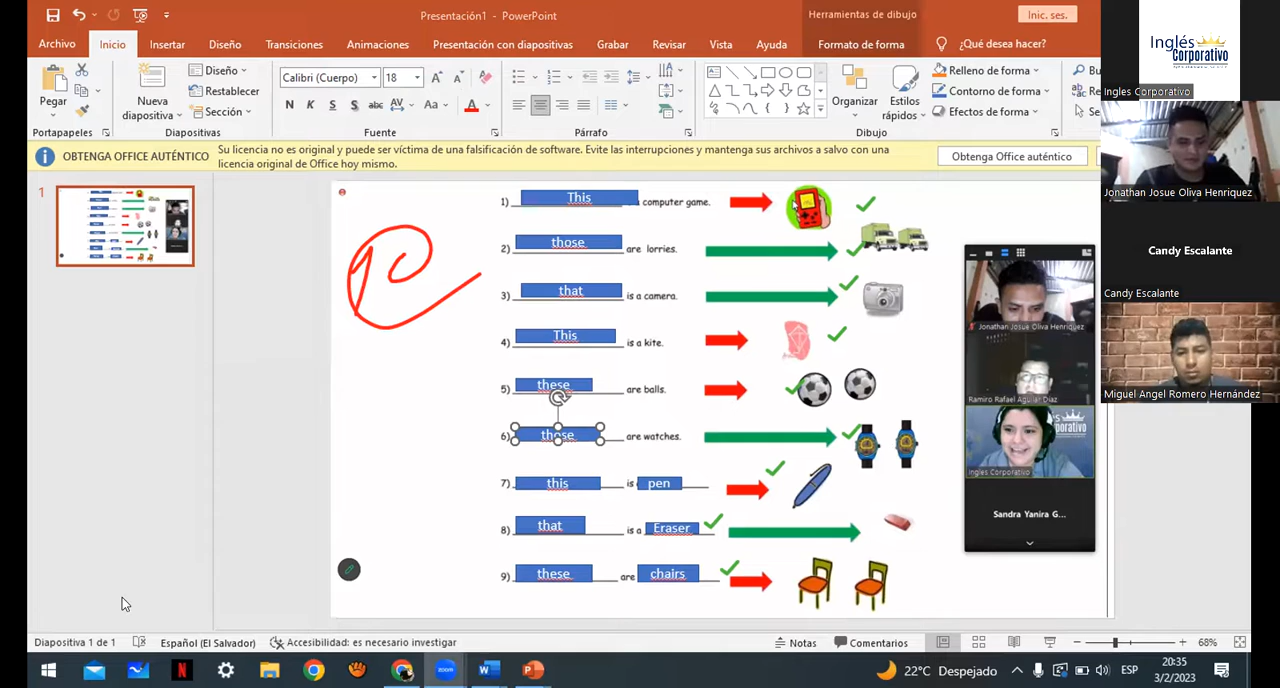 Presentación1 - PowerPoint
Herramientas de dibujo
Inic. ses.
Archivo Inicio Insertar Diseño Transiciones Animaciones Presentación con diapositivas Grabar Revisar Vista Ayuda Formato de forma ¿Qué desea hacer?
Pegar
Nueva diapositiva
Diseño
Restablecer
Sección
Calibri (Cuerpo) 18
N K S S abc AV Aa A
Organizar
Estilos rápidos
Relleno de forma
Contorno de forma
Efectos de forma
Portapapeles Diapositivas Fuente Párrafo Dibujo
OBTENGA OFFICE AUTÉNTICO Su licencia no es original y puede ser víctima de una falsificación de software. Evite las interrupciones y mantenga sus archivos a salvo con una
licencia original de Office hoy mismo.
Obtenga Office auténtico
1
1) This computer game.
2) those are lorries.
3) that is a camera.
4) This is a kite.
5) these are balls.
6) those are watches.
7) this is pen
8) that is a Eraser
9) these are chairs
Jonathan Josue Oliva Henriquez
Ramiro Rafael Aguilar Díaz
Ingles Corporativo
Sandra Yanira G...
Inglés
Corporativo
Ingles Corporativo
Jonathan Josue Oliva Henriquez
Candy Escalante
Candy Escalante
Miguel Angel Romero Hernández
Diapositiva 1 de 1 Español (El Salvador) Accesibilidad: es necesario investigar Notas Comentarios 68%
zoom
22°C Despejado ESP 20:35
3/2/2023